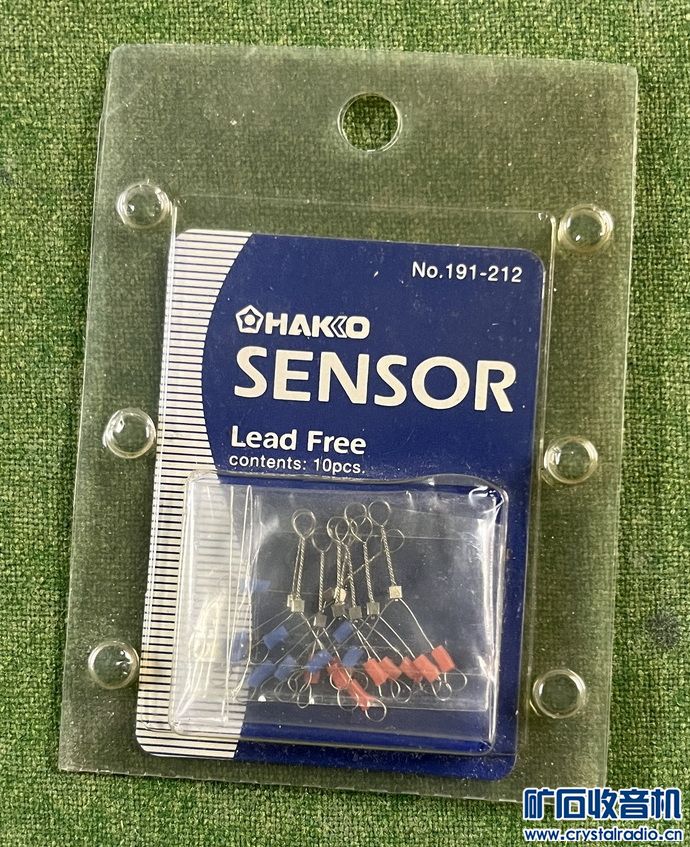 No.191-212
HAKKO
SENSOR
Lead Free
contents: 10pcs.
矿石收音机
www.crystalradio.cn